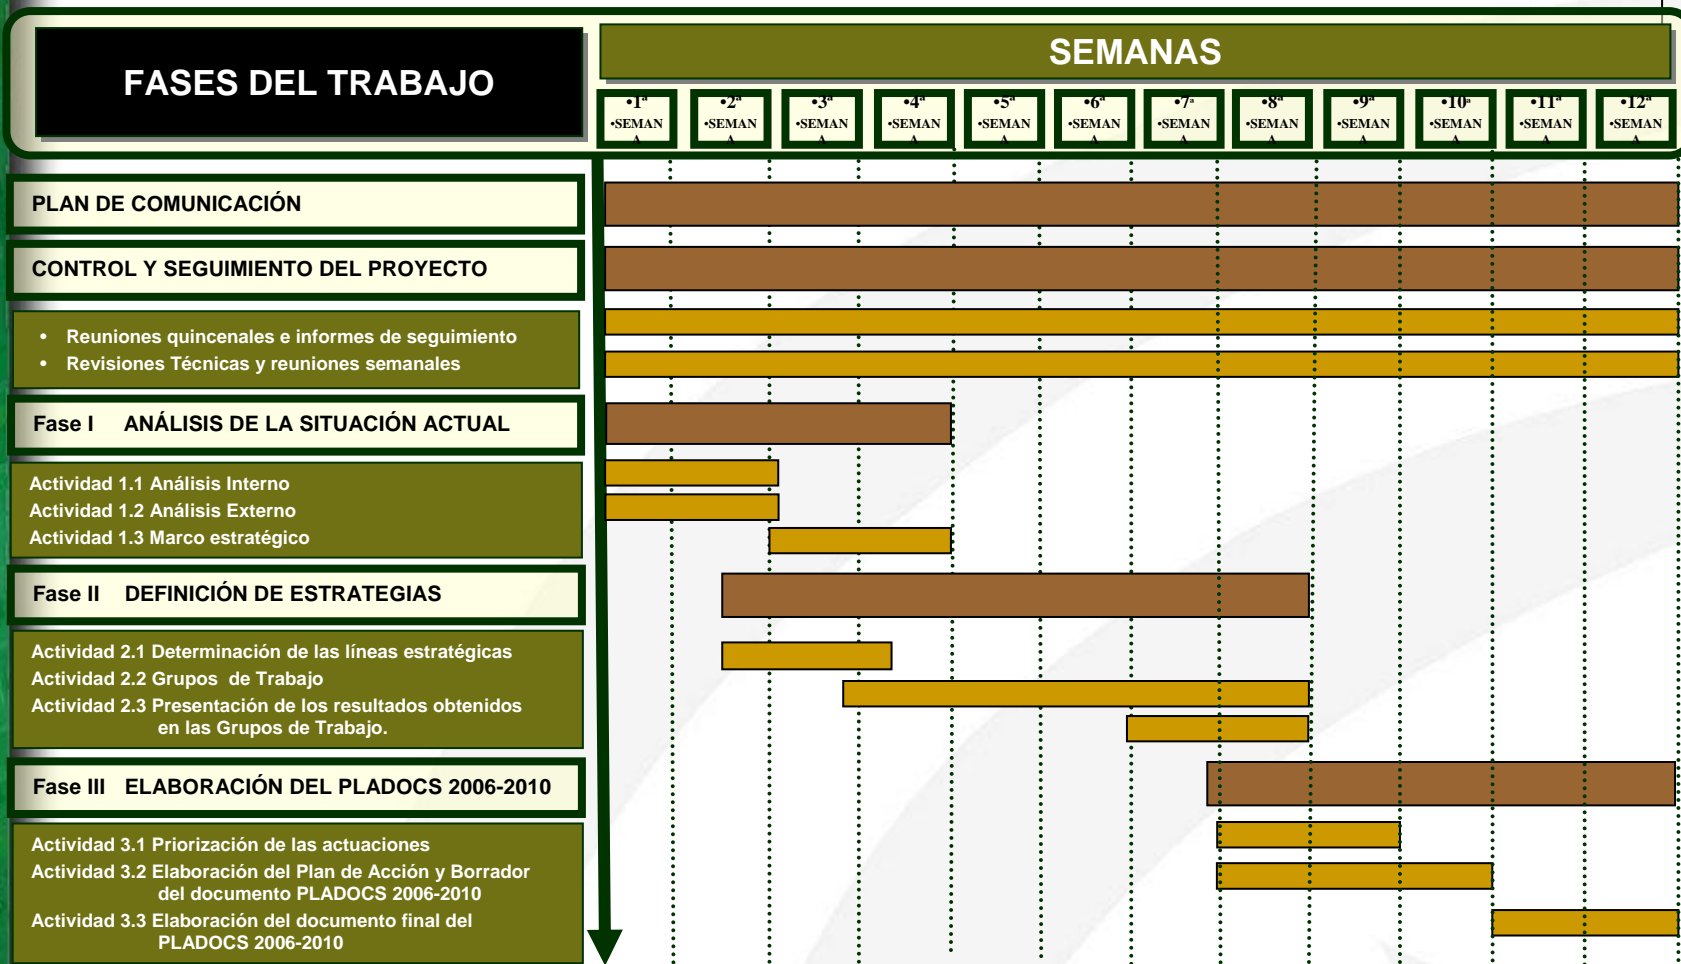 FASES DEL TRABAJO
SEMANAS
•1ª
•SEMAN
A
•2ª
•SEMAN
A
•3ª
•SEMAN
A
•4ª
•SEMAN
A
•5ª
•SEMAN
A
•6ª
•SEMAN
A
•7ª
•SEMAN
A
•8ª
•SEMAN
A
•9ª
•SEMAN
A
•10ª
•SEMAN
A
•11ª
•SEMAN
A
•12ª
•SEMAN
A
PLAN DE COMUNICACIÓN
CONTROL Y SEGUIMIENTO DEL PROYECTO
• Reuniones quincenales e informes de seguimiento
• Revisiones Técnicas y reuniones semanales
Fase I ANÁLISIS DE LA SITUACIÓN ACTUAL
Actividad 1.1 Análisis Interno
Actividad 1.2 Análisis Externo
Actividad 1.3 Marco estratégico
Fase II DEFINICIÓN DE ESTRATEGIAS
Actividad 2.1 Determinación de las líneas estratégicas
Actividad 2.2 Grupos de Trabajo
Actividad 2.3 Presentación de los resultados obtenidos
en las Grupos de Trabajo.
Fase III ELABORACIÓN DEL PLADOCS 2006-2010
Actividad 3.1 Priorización de las actuaciones
Actividad 3.2 Elaboración del Plan de Acción y Borrador
del documento PLADOCS 2006-2010
Actividad 3.3 Elaboración del documento final del
PLADOCS 2006-2010